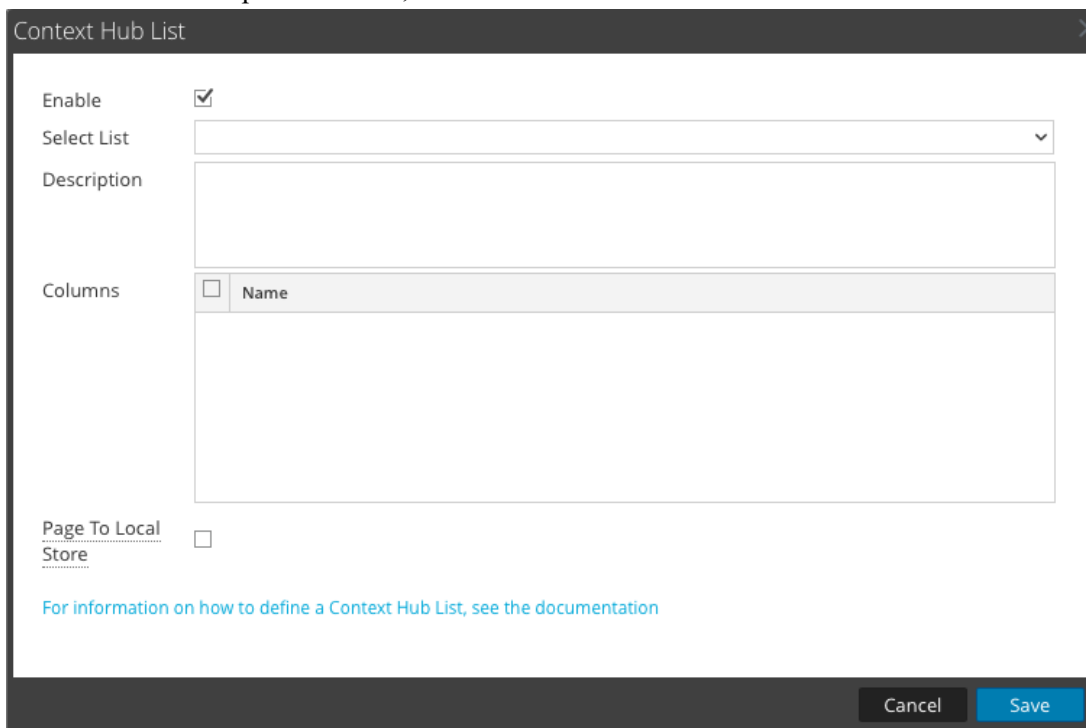 Context Hub List
Enable
Select List
Description
Columns
Name
Page To Local
Store
For information on how to define a Context Hub List, see the documentation
Cancel
Save